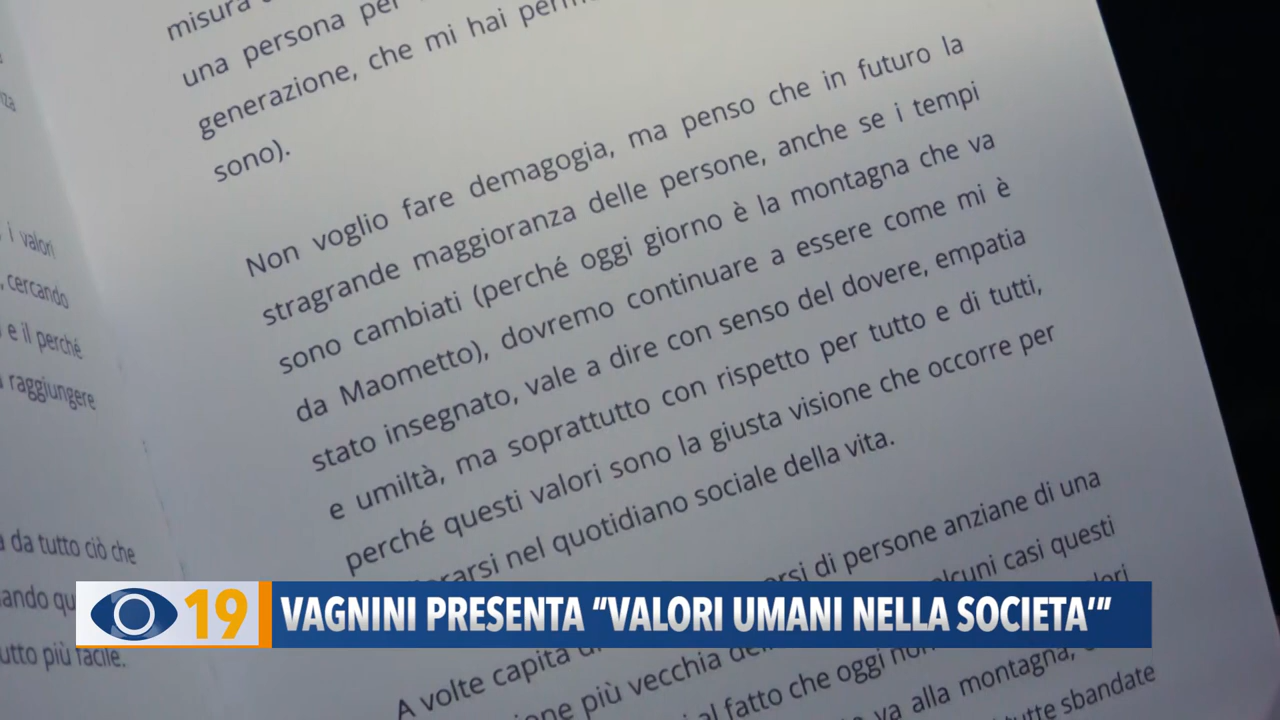 misura
una persona per
generazione, che mi hai
sono).
Non voglio fare demagogia, ma penso che in futuro la
stragrande maggioranza delle persone, anche se i tempi
sono cambiati (perché oggi giorno è la montagna che va
da Maometto), dovremo continuare a essere come mi è
stato insegnato, vale a dire con senso del dovere, empatia
e umiltà, ma soprattutto con rispetto per tutto e di tutti,
perché questi valori sono la giusta visione che occorre per
nel quotidiano sociale della vita.
di persone anziane di una
A volte capita alcuni casi questi
più vecchia
al fatto che oggi
va alla montagna,
tutte sbandate
i valori
, cercando
e il perché
raggiungere
da tutto ciò che
più facile.
19
VAGNINI PRESENTA “VALORI UMANI NELLA SOCIETA’”